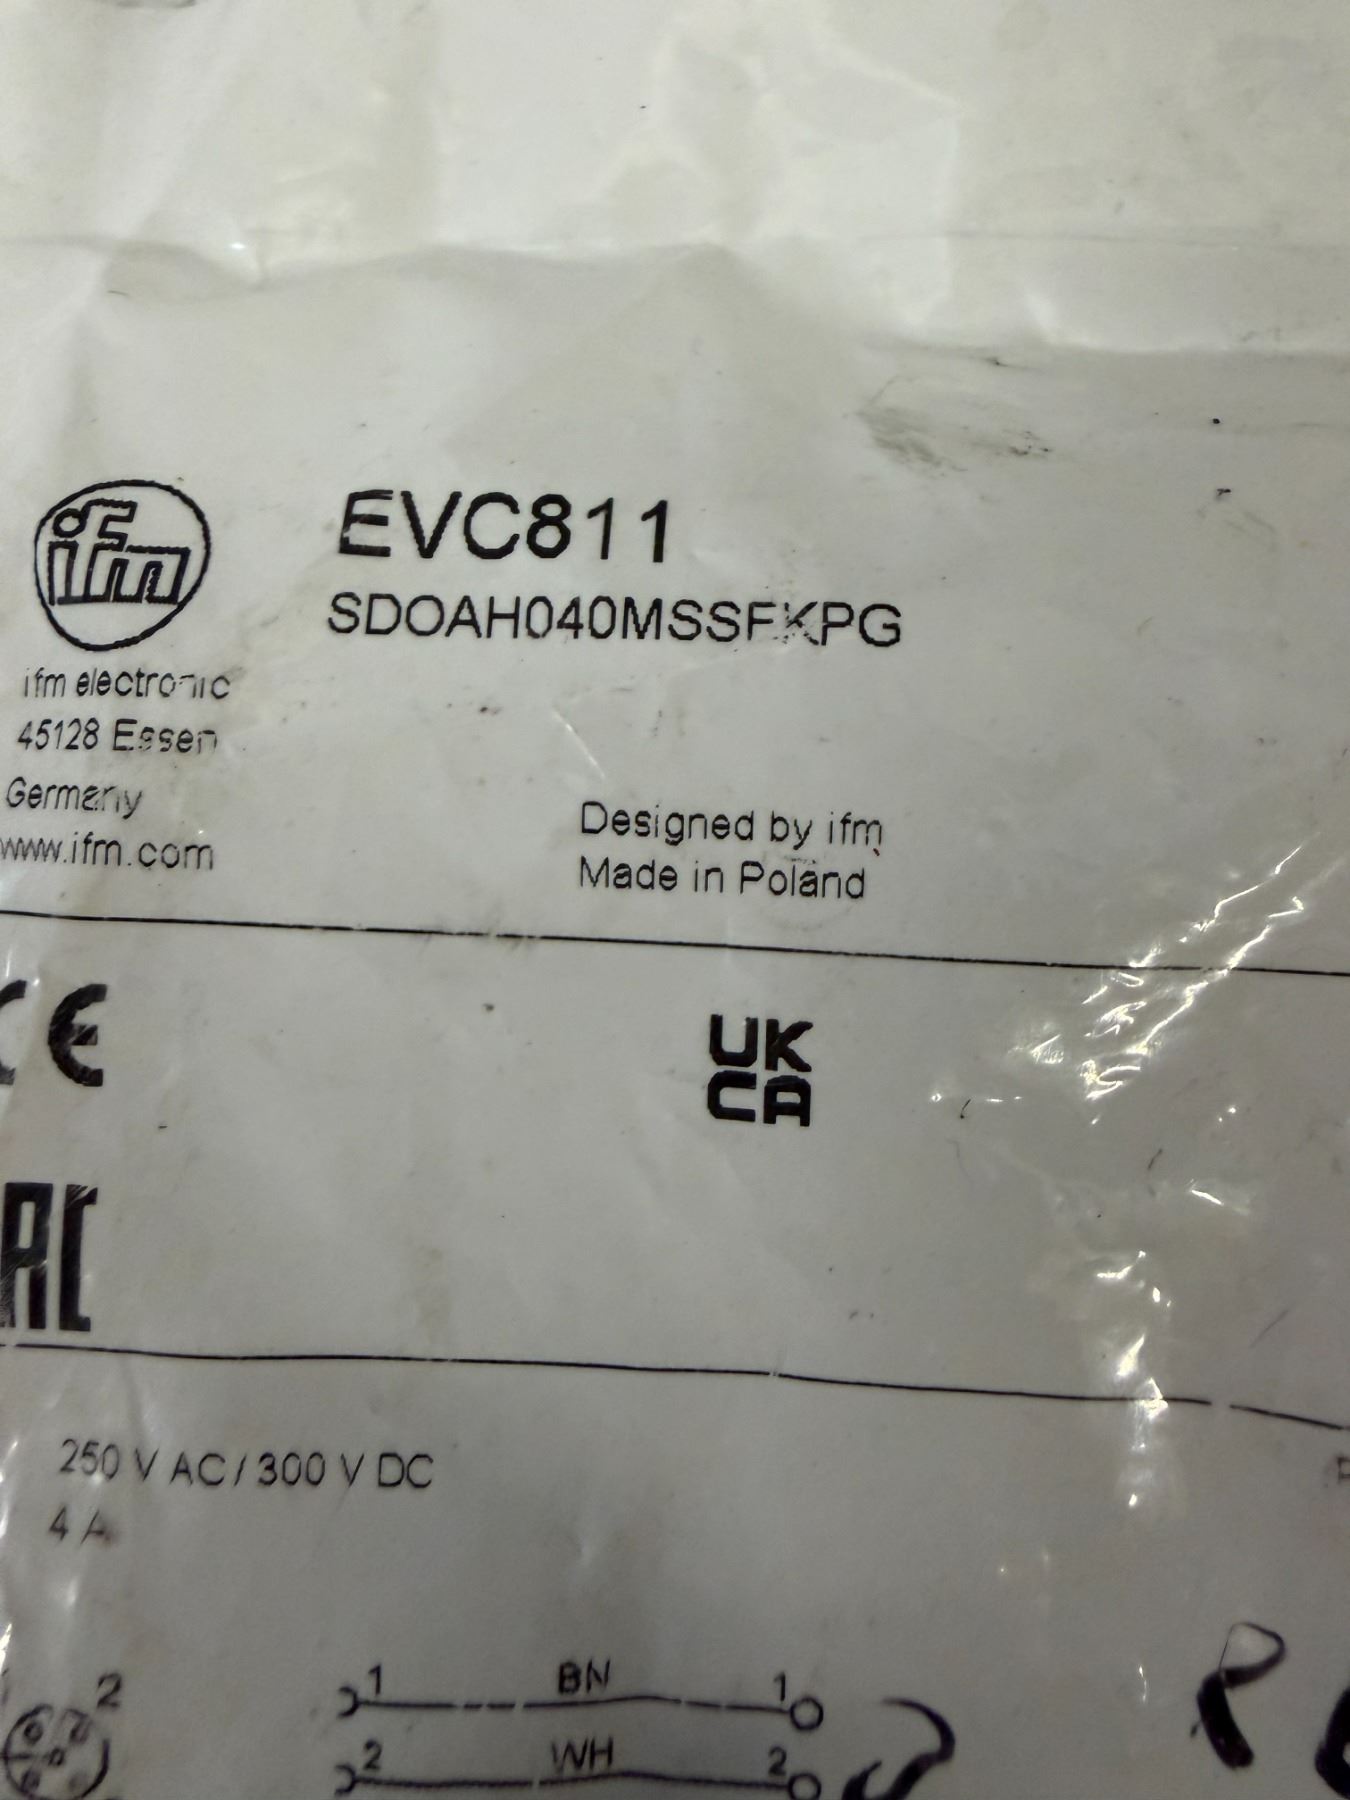 ifm
EVC811
SDOAH040MSSFKPG
ifm electronic
45128 Essen
Germany
www.ifm.com
Designed by ifm
Made in Poland
CE
UK
CA
250 V AC / 300 V DC
4 A
2
1 BN 1
2 WH 2